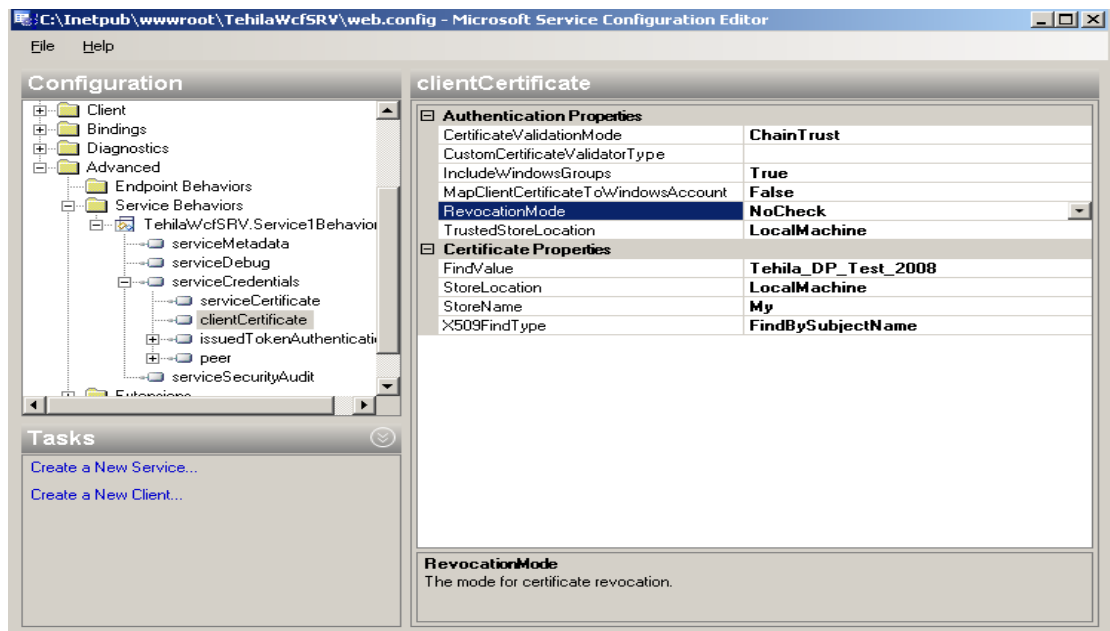 C:\Inetpub\wwwroot\TehilaWcfSRV\web.config - Microsoft Service Configuration Editor
File Help
Configuration
Client
Bindings
Diagnostics
Advanced
Endpoint Behaviors
Service Behaviors
TehilaWcfSRV.Service1Behavior
serviceMetadata
serviceDebug
serviceCredentials
serviceCertificate
clientCertificate
issuedTokenAuthenticati
peer
serviceSecurityAudit
Extensions
Tasks
Create a New Service...
Create a New Client...
clientCertificate
Authentication Properties
CertificateValidationMode ChainTrust
CustomCertificateValidatorType
IncludeWindowsGroups True
MapClientCertificateToWindowsAccount False
RevocationMode NoCheck
TrustedStoreLocation LocalMachine
Certificate Properties
FindValue Tehila_DP_Test_2008
StoreLocation LocalMachine
StoreName My
X509FindType FindBySubjectName
RevocationMode
The mode for certificate revocation.